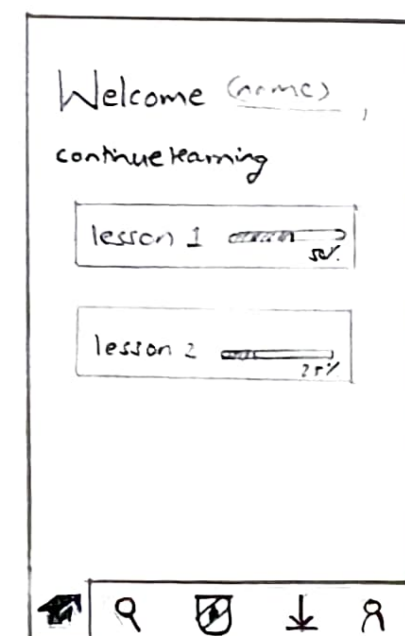 Welcome (name),
continue learning
lesson 1
50%
lesson 2
25%